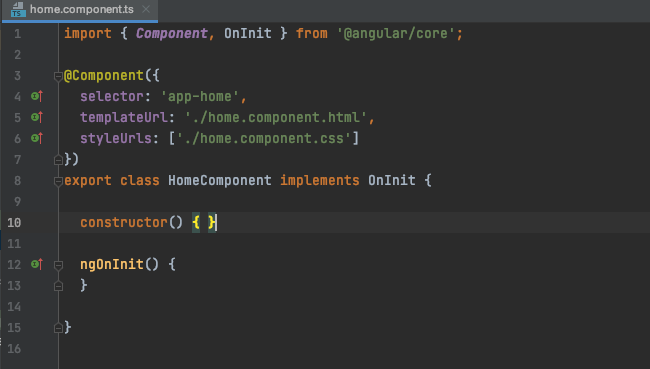 home.component.ts
1 import { Component, OnInit } from '@angular/core';
2
3 @Component({
4 selector: 'app-home',
5 templateUrl: './home.component.html',
6 styleUrls: ['./home.component.css']
7 })
8 export class HomeComponent implements OnInit {
9
10 constructor() { }
11
12 ngOnInit() {
13 }
14
15 }
16